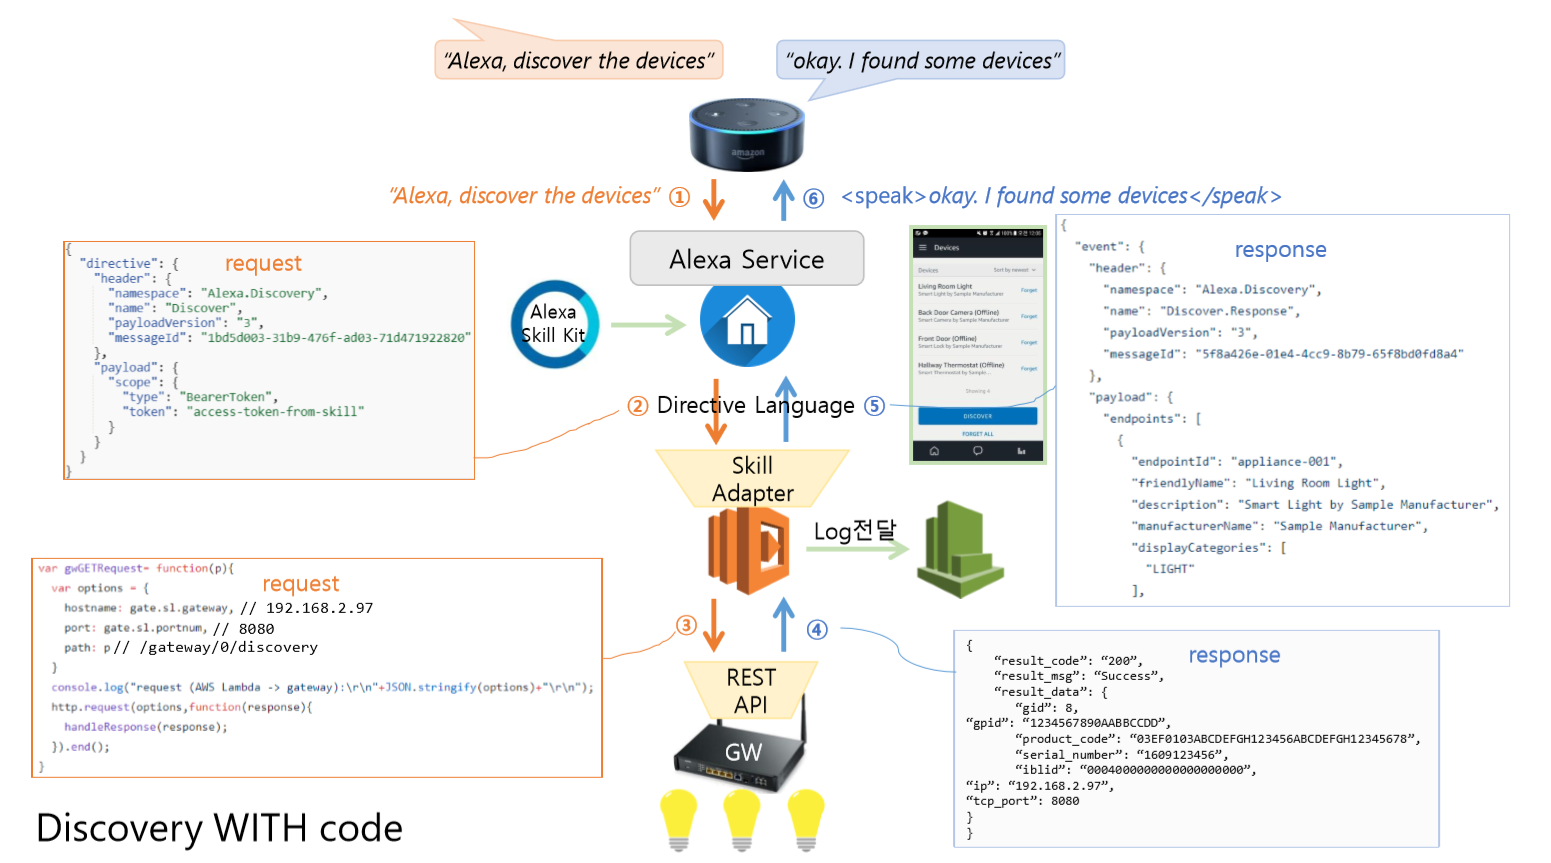 “Alexa, discover the devices”
“okay. I found some devices”
amazon
“Alexa, discover the devices” ①
⑥ <speak>okay. I found some devices</speak>
Alexa Service
Alexa
Skill Kit
request
{
"directive": {
"header": {
"namespace": "Alexa.Discovery",
"name": "Discover",
"payloadVersion": "3",
"messageId": "1bd5d003-31b9-476f-ad03-71d471922820"
},
"payload": {
"scope": {
"type": "BearerToken",
"token": "access-token-from-skill"
}
}
}
}
② Directive Language ⑤
Devices
Devices
Sort by newest
Living Room Light
Smart Light by Sample Manufacturer
Forget
Back Door Camera (Offline)
Smart Camera by Sample Manufacturer
Forget
Front Door (Offline)
Smart Lock by Sample Manufacturer
Forget
Hallway Thermostat (Offline)
Smart Thermostat by Sample...
Forget
Showing 4
DISCOVER
FORGET ALL
response
{
"event": {
"header": {
"namespace": "Alexa.Discovery",
"name": "Discover.Response",
"payloadVersion": "3",
"messageId": "5f8a426e-01e4-4cc9-8b79-65f8bd0fd8a4"
},
"payload": {
"endpoints": [
{
"endpointId": "appliance-001",
"friendlyName": "Living Room Light",
"description": "Smart Light by Sample Manufacturer",
"manufacturerName": "Sample Manufacturer",
"displayCategories": [
"LIGHT"
],
Skill
Adapter
Log전달
request
var gwGETRequest= function(p){
var options = {
hostname: gate.sl.gateway, // 192.168.2.97
port: gate.sl.portnum, // 8080
path: p // /gateway/0/discovery
}
console.log("request (AWS Lambda -> gateway):\r\n"+JSON.stringify(options)+"\r\n");
http.request(options,function(response){
handleResponse(response);
}).end();
}
③
④
REST
API
GW
response
{
“result_code”: “200”,
“result_msg”: “Success”,
“result_data”: {
“gid”: 8,
“gpid”: “1234567890AABBCCDD”,
“product_code”: “03EF0103ABCDEFGH123456ABCDEFGH12345678”,
“serial_number”: “1609123456”,
“iblid”: “0004000000000000000000”,
“ip”: “192.168.2.97”,
“tcp_port”: 8080
}
}
Discovery WITH code